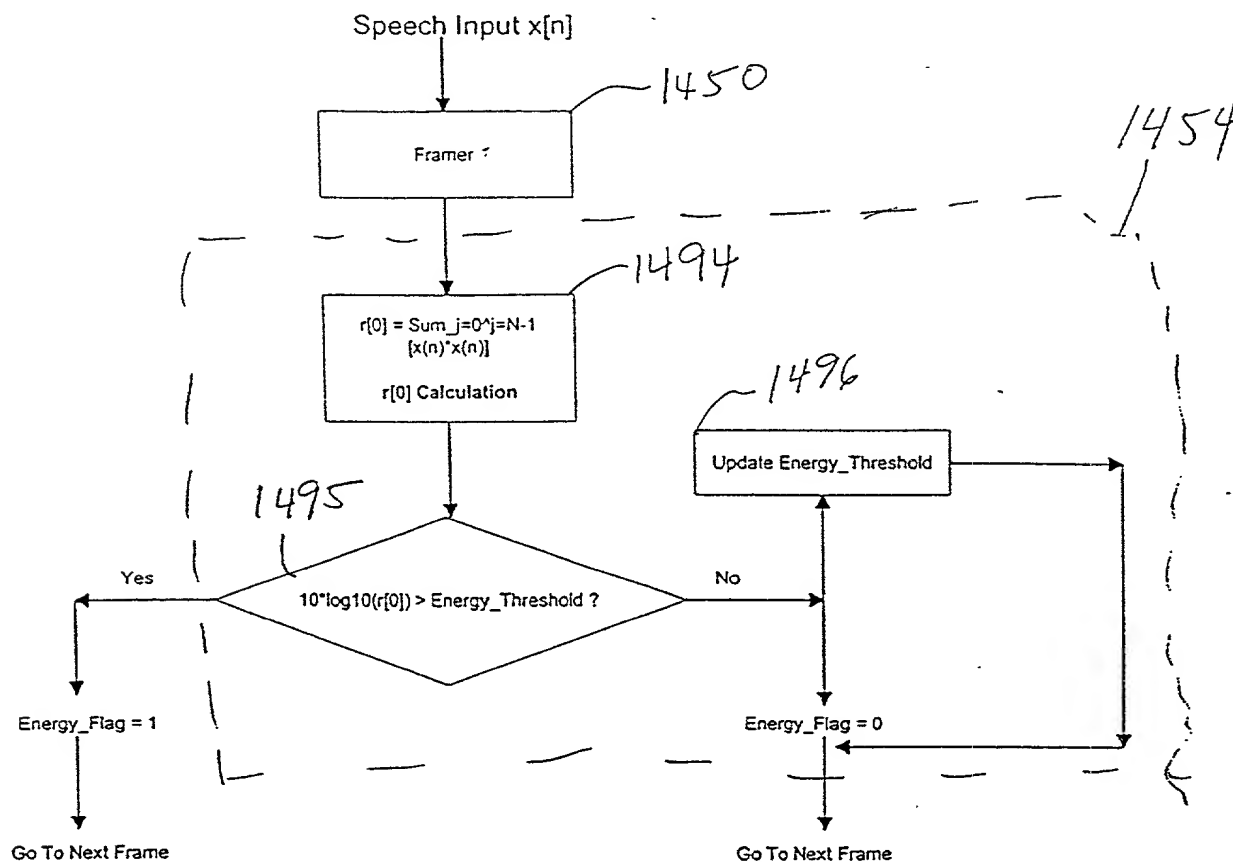 Speech Input x[n]
1450
Framer
1454
1494
r[0] = Sum_j=0^j=N-1
[x(n)*x(n)]
r[0] Calculation
1496
Update Energy_Threshold
1495
Yes
10*log10(r[0]) > Energy_Threshold ?
No
Energy_Flag = 1
Energy_Flag = 0
Go To Next Frame
Go To Next Frame